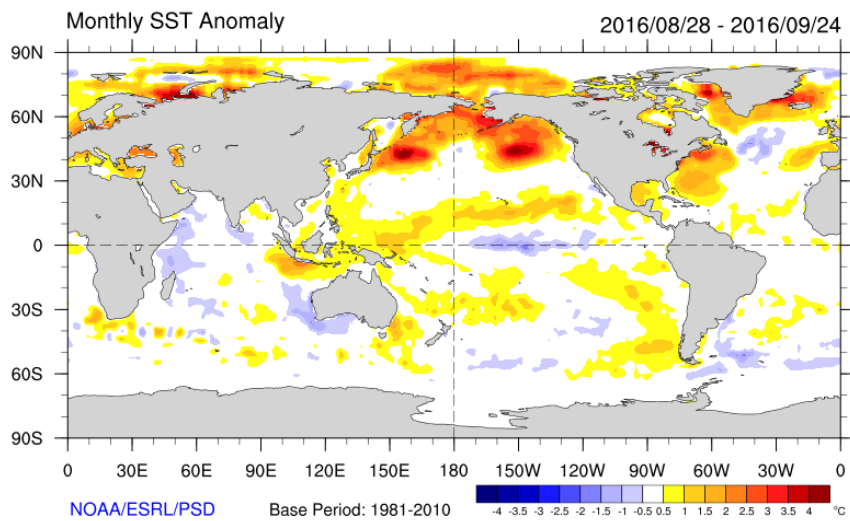 Monthly SST Anomaly 2016/08/28 - 2016/09/24
90N
60N
30N
0
30S
60S
90S
0 30E 60E 90E 120E 150E 180 150W 120W 90W 60W 30W 0
NOAA/ESRL/PSD Base Period: 1981-2010
-4 -3.5 -3 -2.5 -2 -1.5 -1 -0.5 0.5 1 1.5 2 2.5 3 3.5 4 °C